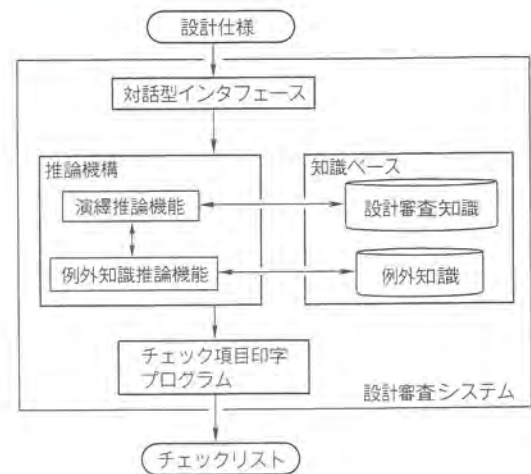 設計仕様
対話型インタフェース
推論機構
知識ベース
演繹推論機能
設計審査知識
例外知識推論機能
例外知識
チェック項目印字
プログラム
設計審査システム
チェックリスト